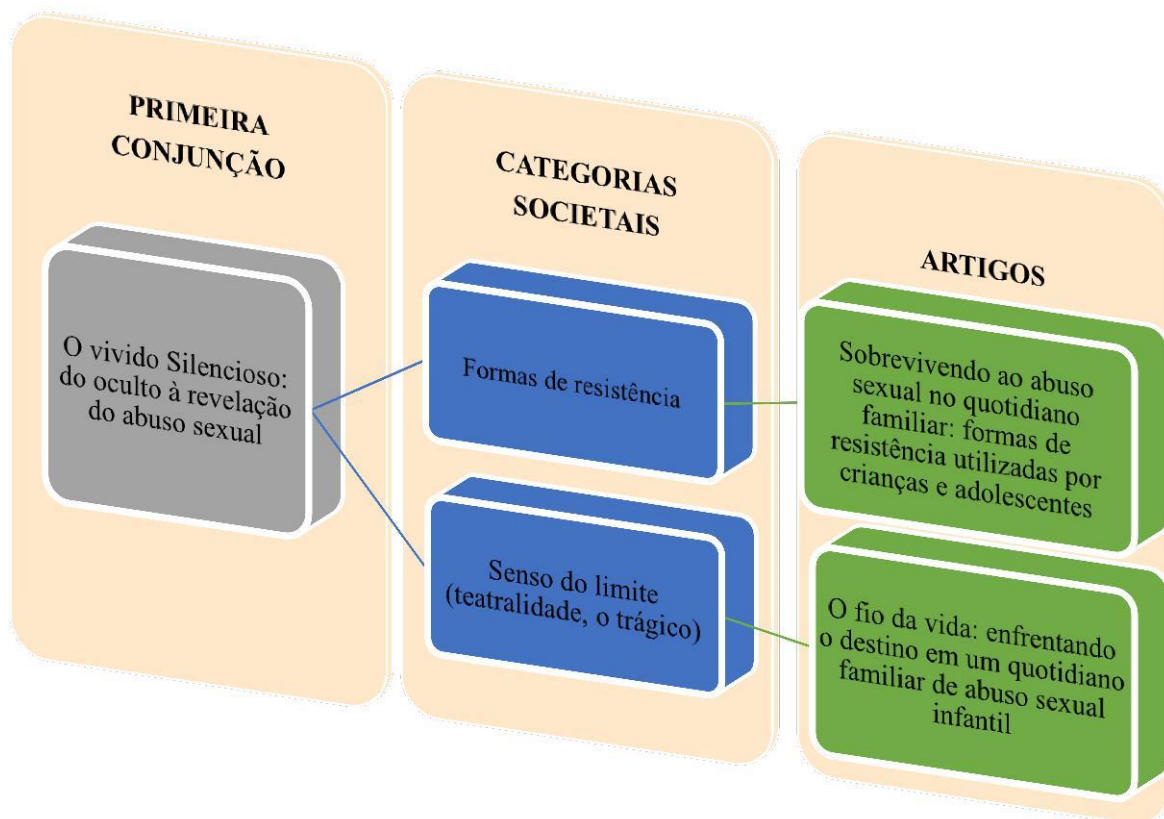 PRIMEIRA
CONJUNÇÃO
O vivido Silencioso:
do oculto à revelação
do abuso sexual
CATEGORIAS
SOCIETAIS
Formas de resistência
Senso do limite
(teatralidade, o trágico)
ARTIGOS
Sobrevivendo ao abuso
sexual no quotidiano
familiar: formas de
resistência utilizadas por
crianças e adolescentes
O fio da vida: enfrentando
o destino em um quotidiano
familiar de abuso sexual
infantil